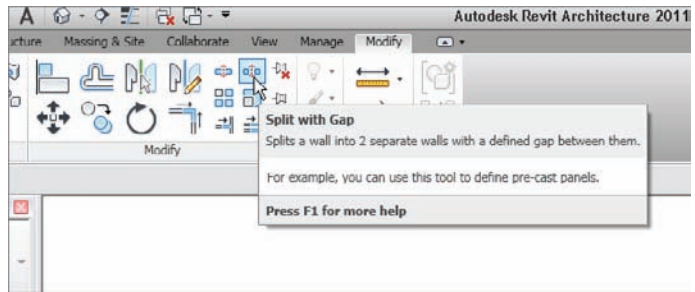 A
Autodesk Revit Architecture 2011
cture Massing & Site Collaborate View Manage Modify
Modify
Split with Gap
Splits a wall into 2 separate walls with a defined gap between them.
For example, you can use this tool to define pre-cast panels.
Press F1 for more help